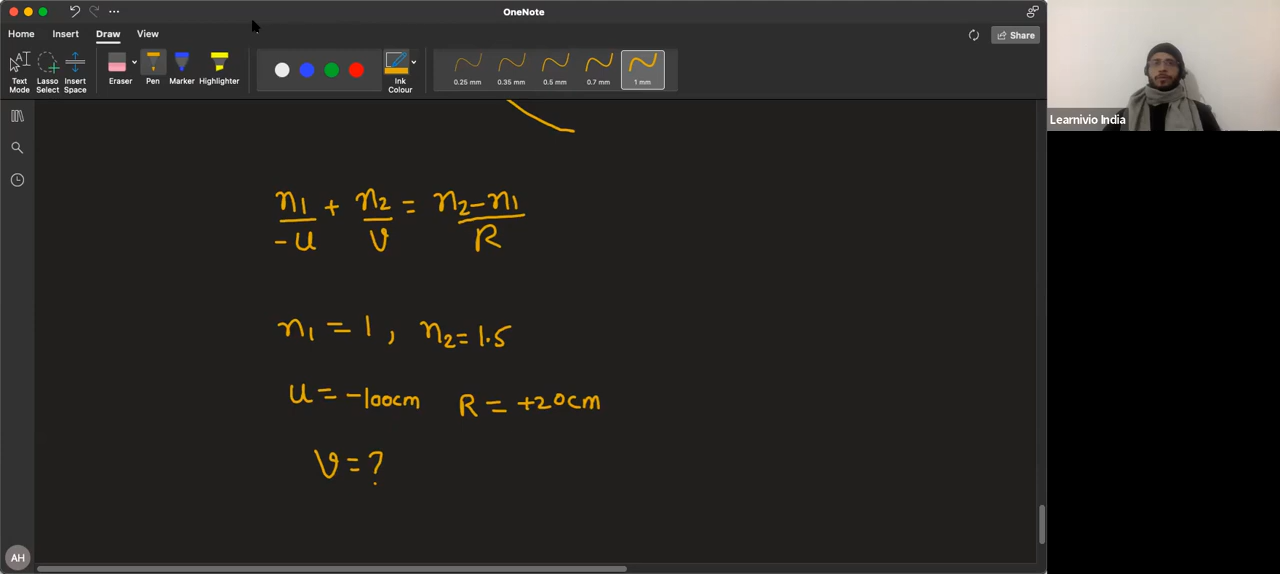 OneNote
Home Insert Draw View
Share
Text Mode
Lasso Select
Insert Space
Eraser
Pen
Marker
Highlighter
Ink Colour
0.25 mm
0.35 mm
0.5 mm
0.7 mm
1 mm
Learnivio India
n₁/-u + n₂/v = n₂-n₁/R
n₁ = 1, n₂ = 1.5
u = -100cm R = +20cm
v = ?
AH